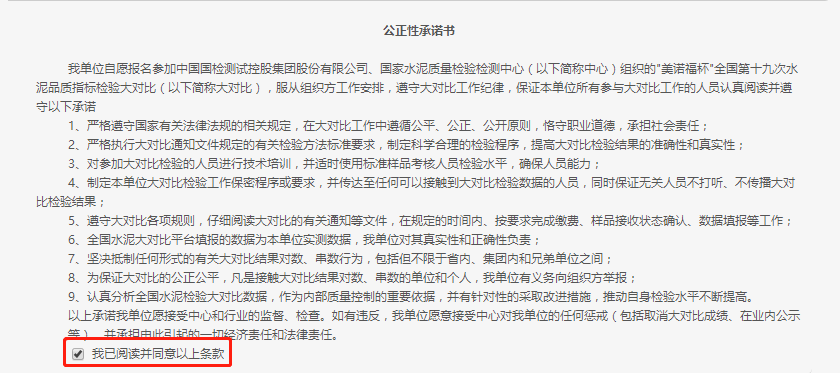 公正性承诺书
我单位自愿报名参加中国国检测试控股集团股份有限公司、国家水泥质量检验检测中心（以下简称中心）组织的"美诺福杯"全国第十九次水
泥品质指标检验大对比（以下简称大对比），服从组织方工作安排，遵守大对比工作纪律，保证本单位所有参与大对比工作的人员认真阅读并遵
守以下承诺
1、严格遵守国家有关法律法规的相关规定，在大对比工作中遵循公平、公正、公开原则，恪守职业道德，承担社会责任；
2、严格执行大对比通知文件规定的有关检验方法标准要求，制定科学合理的检验程序，提高大对比检验结果的准确性和真实性；
3、对参加大对比检验的人员进行技术培训，并适时使用标准样品考核人员检验水平，确保人员能力；
4、制定本单位大对比检验工作保密程序或要求，并传达至任何可以接触到大对比检验数据的人员，同时保证无关人员不打听、不传播大对
比检验结果；
5、遵守大对比各项规则，仔细阅读大对比的有关通知等文件，在规定的时间内、按要求完成缴费、样品接收状态确认、数据填报等工作；
6、全国水泥大对比平台填报的数据为本单位实测数据，我单位对其真实性和正确性负责；
7、坚决抵制任何形式的有关大对比结果对数、串数行为，包括但不限于省内、集团内和兄弟单位之间；
8、为保证大对比的公正公平，凡是接触大对比结果对数、串数的单位和个人，我单位有义务向组织方举报；
9、认真分析全国水泥检验大对比数据，作为内部质量控制的重要依据，并有针对性的采取改进措施，推动自身检验水平不断提高。
以上承诺我单位愿接受中心和行业的监督、检查。如有违反，我单位愿意接受中心对我单位的任何惩戒（包括取消大对比成绩、在业内公示
等），并承担由此引起的一切经济责任和法律责任。
我已阅读并同意以上条款